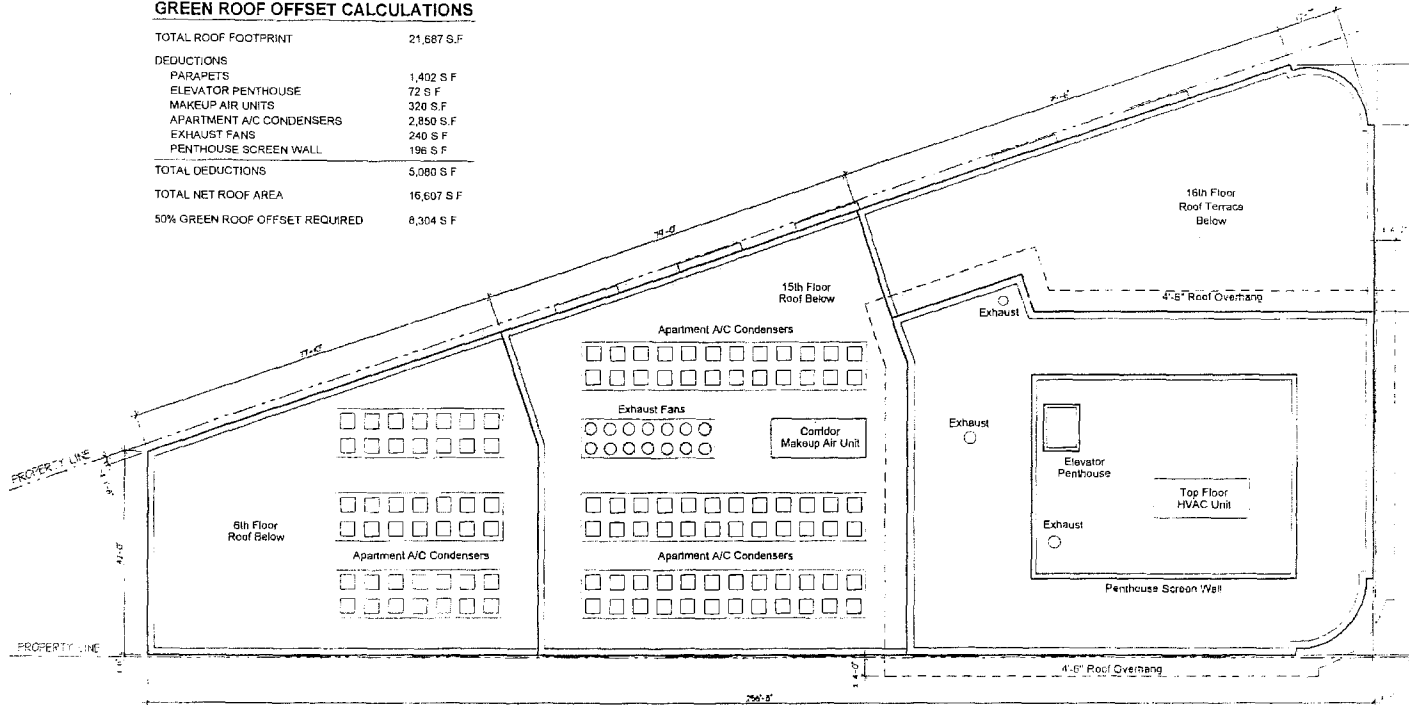 GREEN ROOF OFFSET CALCULATIONS
TOTAL ROOF FOOTPRINT 21,687 S.F
DEDUCTIONS
PARAPETS 1,402 S F
ELEVATOR PENTHOUSE 72 S F
MAKEUP AIR UNITS 320 S.F
APARTMENT A/C CONDENSERS 2,850 S.F
EXHAUST FANS 240 S F
PENTHOUSE SCREEN WALL 196 S F
TOTAL DEDUCTIONS 5,080 S F
TOTAL NET ROOF AREA 16,607 S F
50% GREEN ROOF OFFSET REQUIRED 8,304 S F
16th Floor
Roof Terrace
Below
15th Floor
Roof Below
4'-6" Roof Overhang
Exhaust
Apartment A/C Condensers
Exhaust Fans
Corridor
Makeup Air Unit
Exhaust
Elevator
Penthouse
PROPERTY LINE
Top Floor
HVAC Unit
6th Floor
Roof Below
Exhaust
Apartment A/C Condensers
Apartment A/C Condensers
Penthouse Screen Wall
PROPERTY LINE
4'-6" Roof Overhang